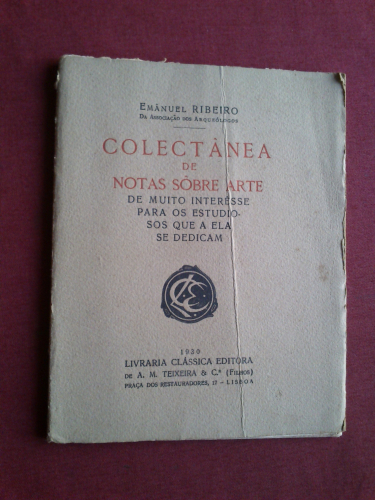 EMÂNUEL RIBEIRO
DA ASSOCIAÇÃO DOS ARQUEÓLOGOS
COLECTÂNEA
DE
NOTAS SÔBRE ARTE
DE MUITO INTERÊSSE
PARA OS ESTUDIO-
SOS QUE A ELA
SE DEDICAM
1930
LIVRARIA CLÁSSICA EDITORA
DE A. M. TEIXEIRA & C.ª (FILHOS)
PRAÇA DOS RESTAURADORES, 17 - LISBOA